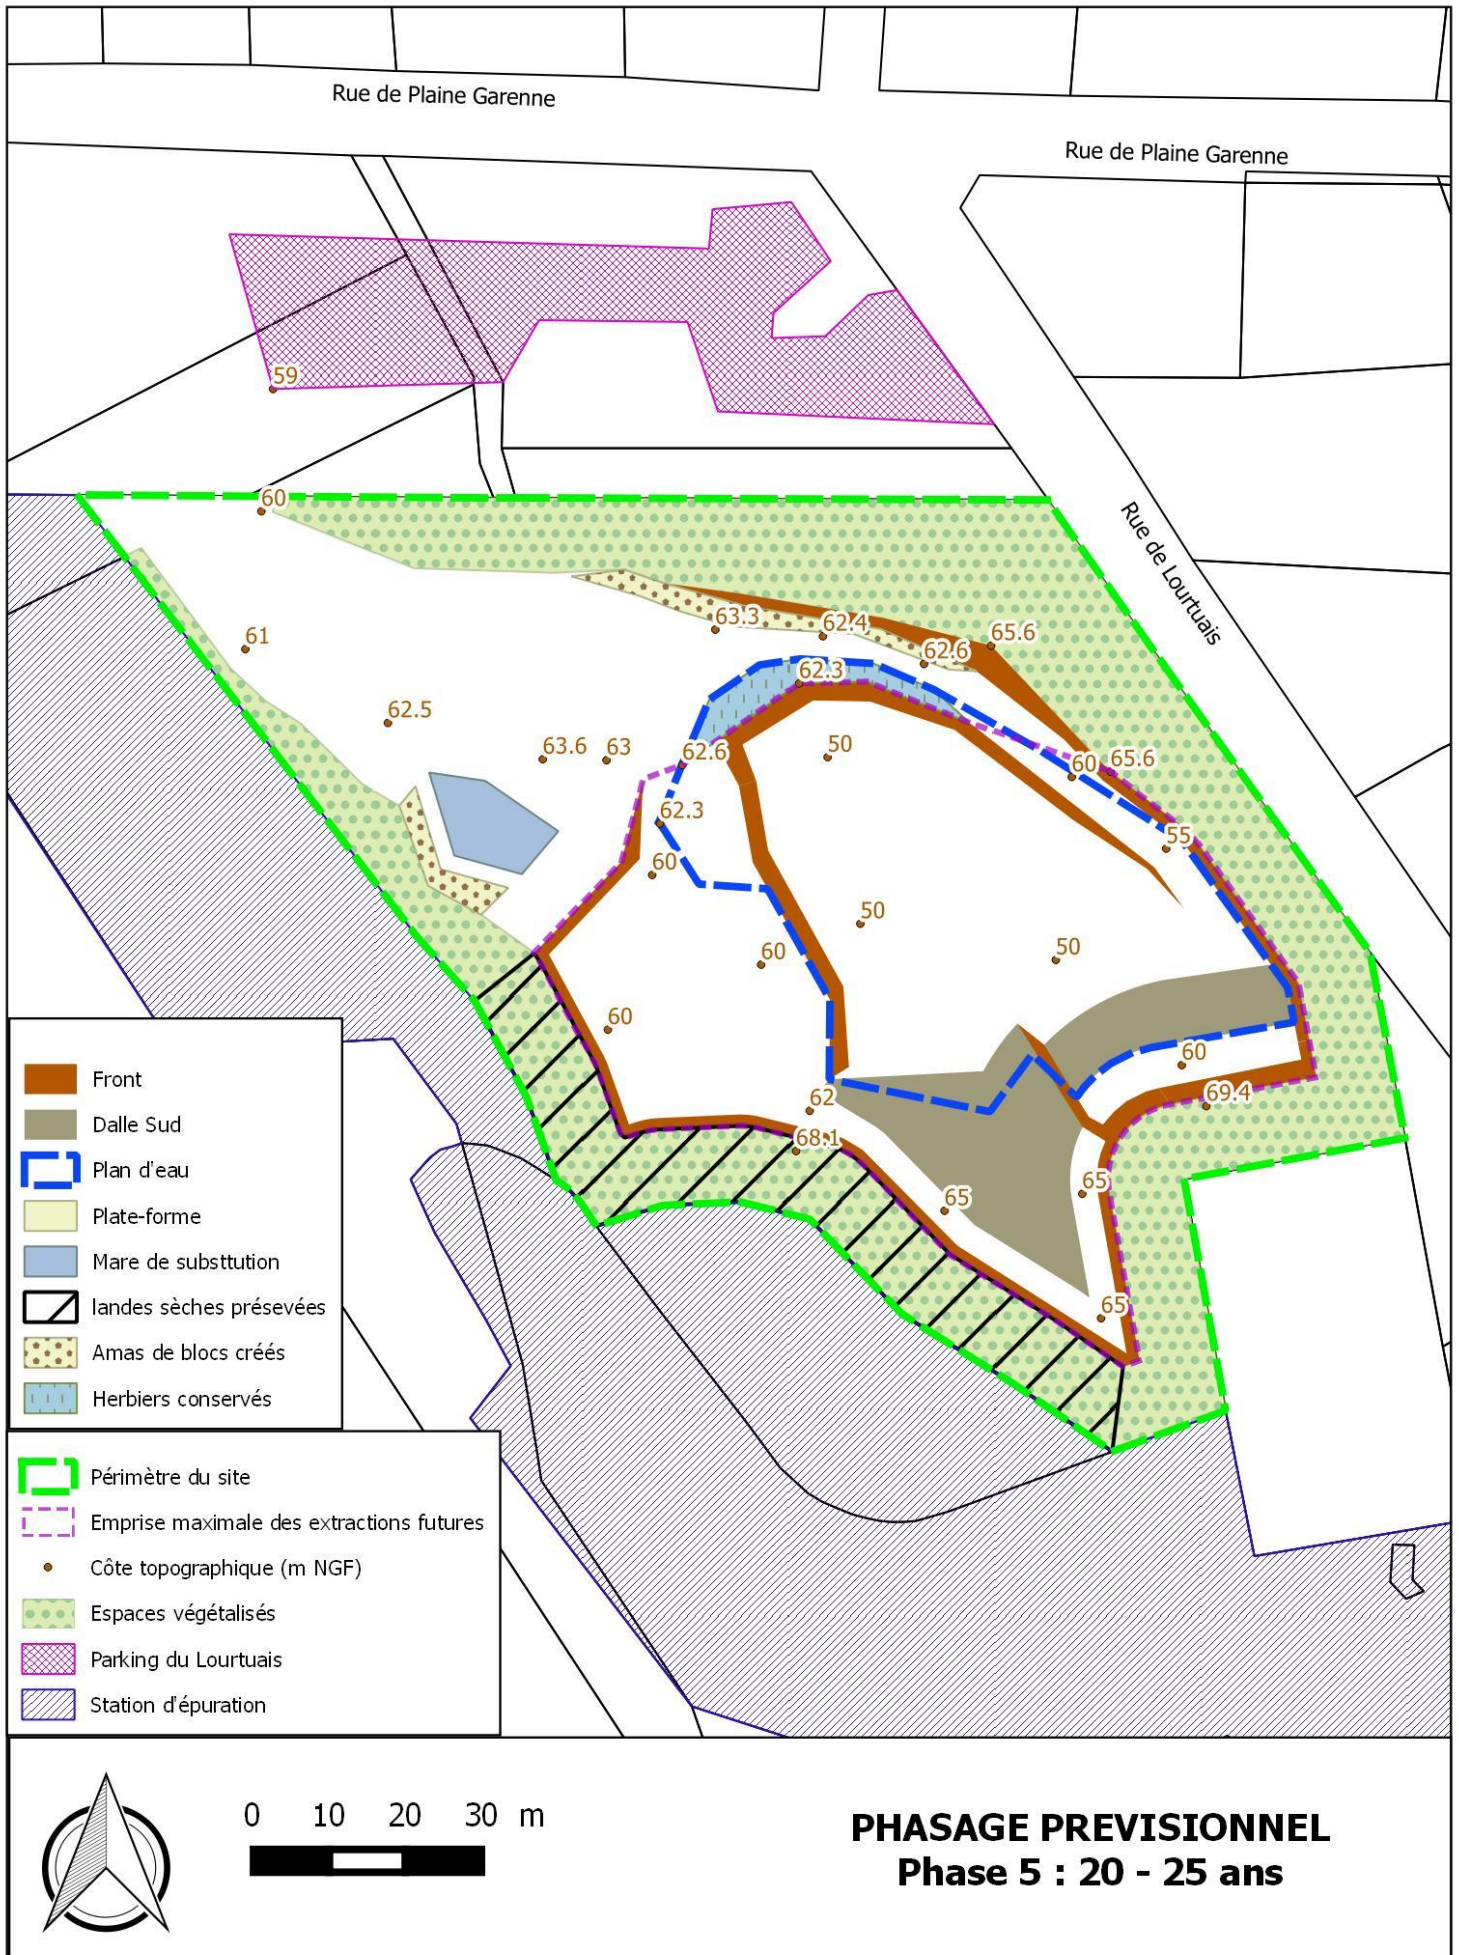 Rue de Plaine Garenne
Rue de Plaine Garenne
59
60
Rue de Lourtuais
61
63.3
62.4
62.6
65.6
62.3
62.5
63.6
63
62.6
50
60
65.6
62.3
55
60
50
60
50
60
60
62
69.4
68.1
65
65
65
Front
Dalle Sud
Plan d'eau
Plate-forme
Mare de substtution
landes sèches présevées
Amas de blocs créés
Herbiers conservés
Périmètre du site
Emprise maximale des extractions futures
Côte topographique (m NGF)
Espaces végétalisés
Parking du Lourtuais
Station d'épuration
0 10 20 30 m
PHASAGE PREVISIONNEL
Phase 5 : 20 - 25 ans